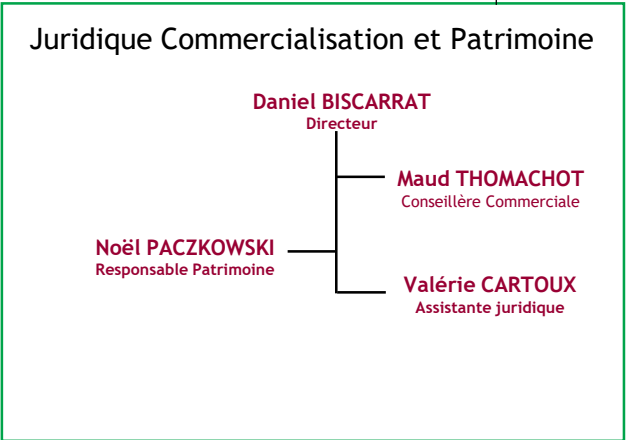 Juridique Commercialisation et Patrimoine
Daniel BISCARRAT
Directeur
Maud THOMACHOT
Conseillère Commerciale
Noël PACZKOWSKI
Responsable Patrimoine
Valérie CARTOUX
Assistante juridique